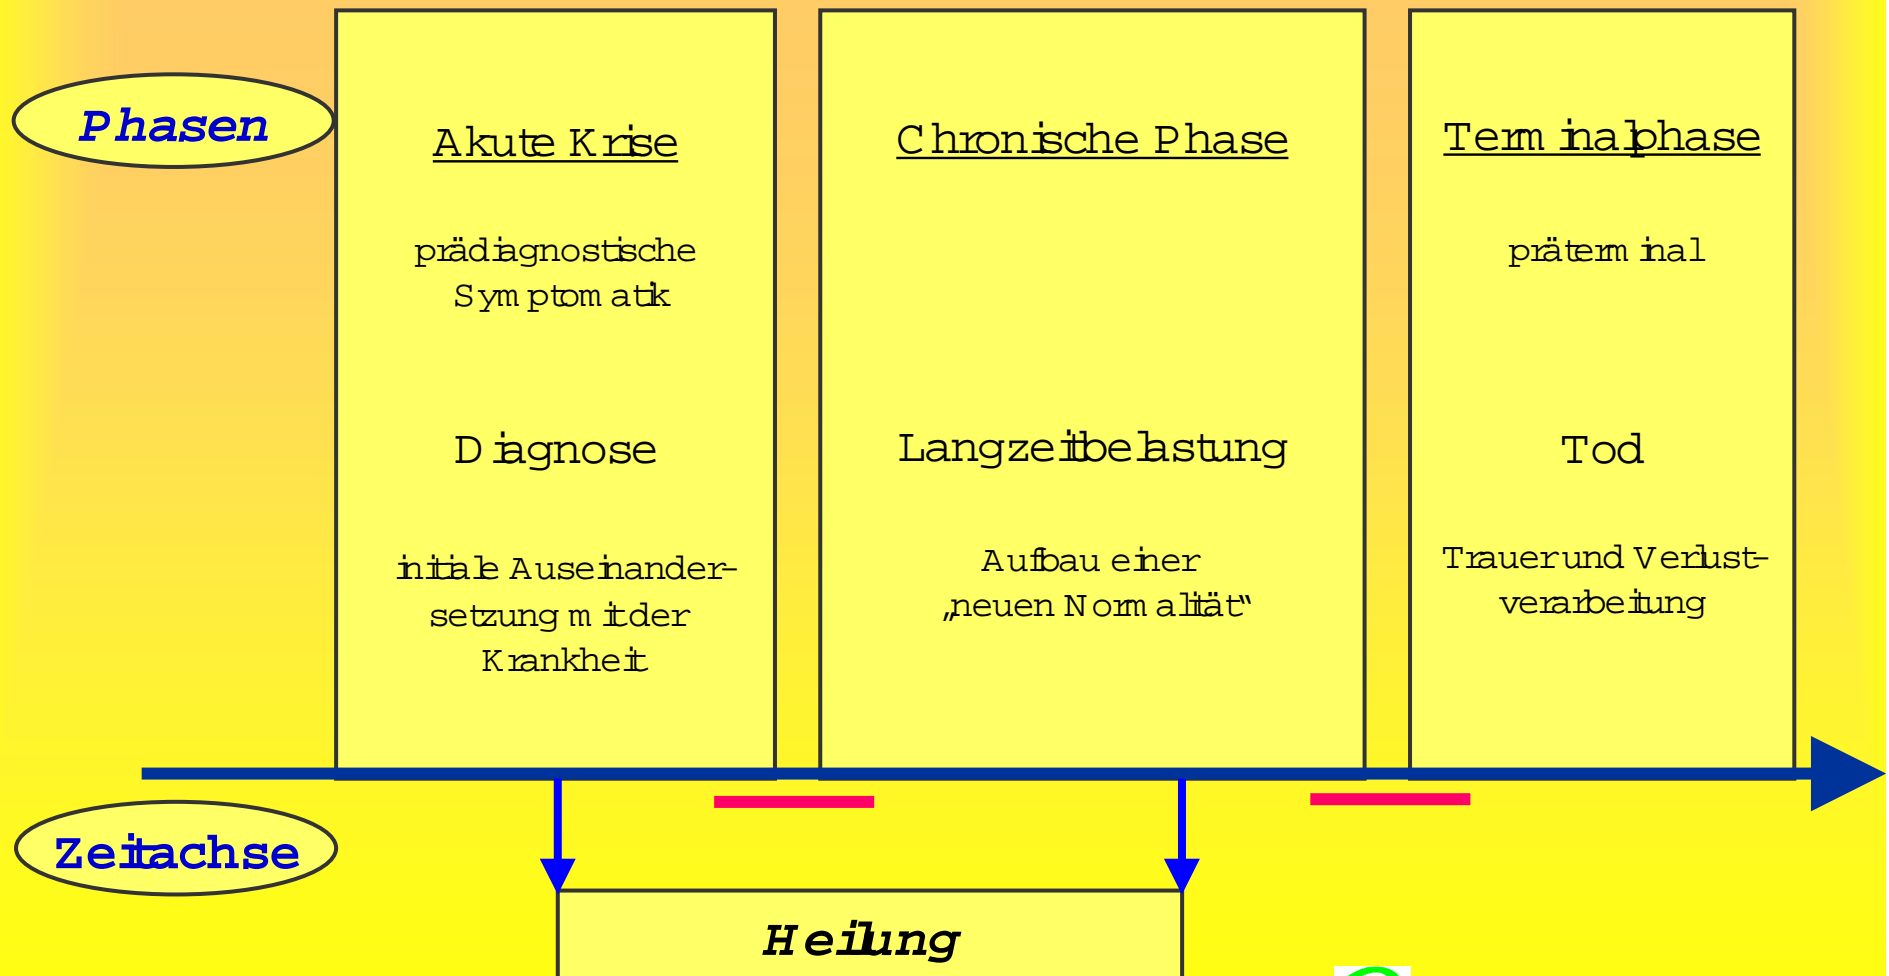 Phasen
Akute Krise
prädiagnostische
Symptomatik
Diagnose
initiale Auseinander-
setzung mit der
Krankheit
Chronische Phase
Langzeitbelastung
Aufbau einer
„neuen Normalität“
Terminalphase
präterminal
Tod
Trauer und Verlust-
verarbeitung
Zeitachse
Heilung